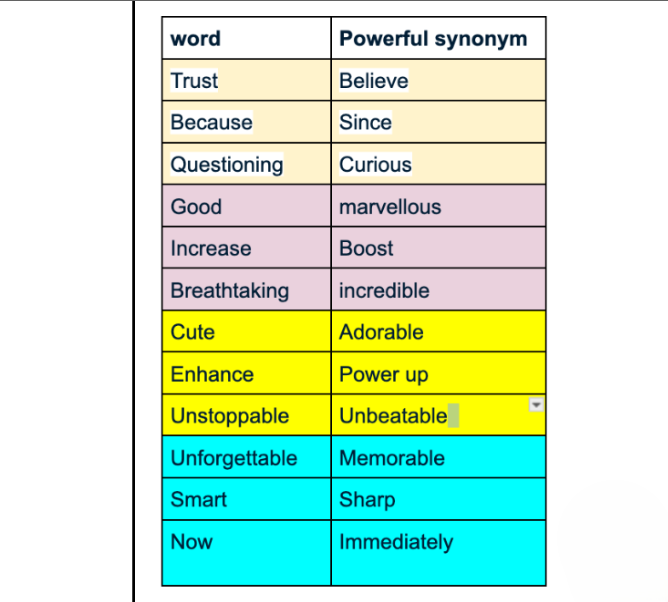 word Powerful synonym
Trust Believe
Because Since
Questioning Curious
Good marvellous
Increase Boost
Breathtaking incredible
Cute Adorable
Enhance Power up
Unstoppable Unbeatable
Unforgettable Memorable
Smart Sharp
Now Immediately